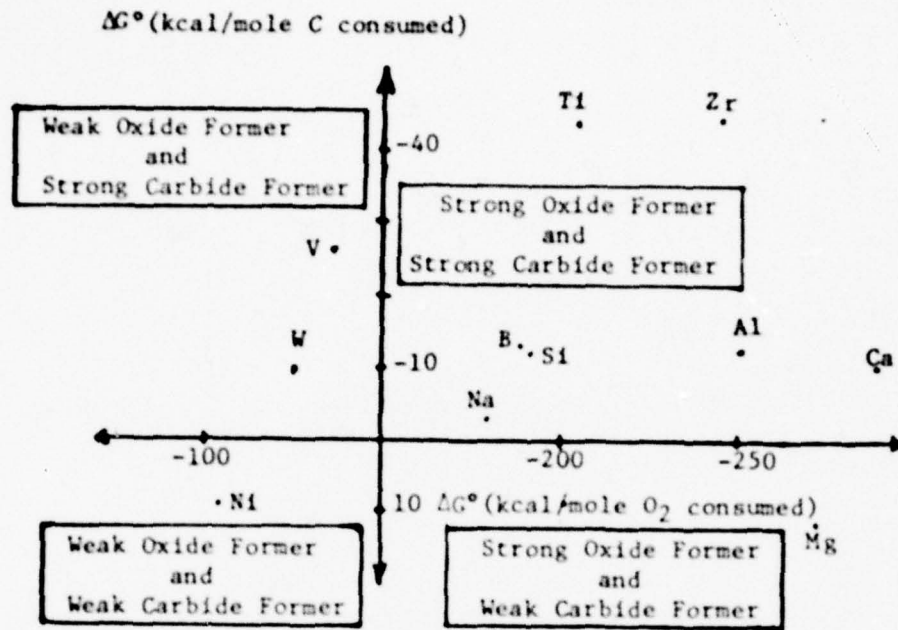 ΔG°(kcal/mole C consumed)
Ti
Zr
Weak Oxide Former
and
Strong Carbide Former
-40
Strong Oxide Former
and
Strong Carbide Former
V
W
B
Si
Al
Ca
-10
Na
-100
-200
-250
Ni
10 ΔG°(kcal/mole O₂ consumed)
Mg
Weak Oxide Former
and
Weak Carbide Former
Strong Oxide Former
and
Weak Carbide Former